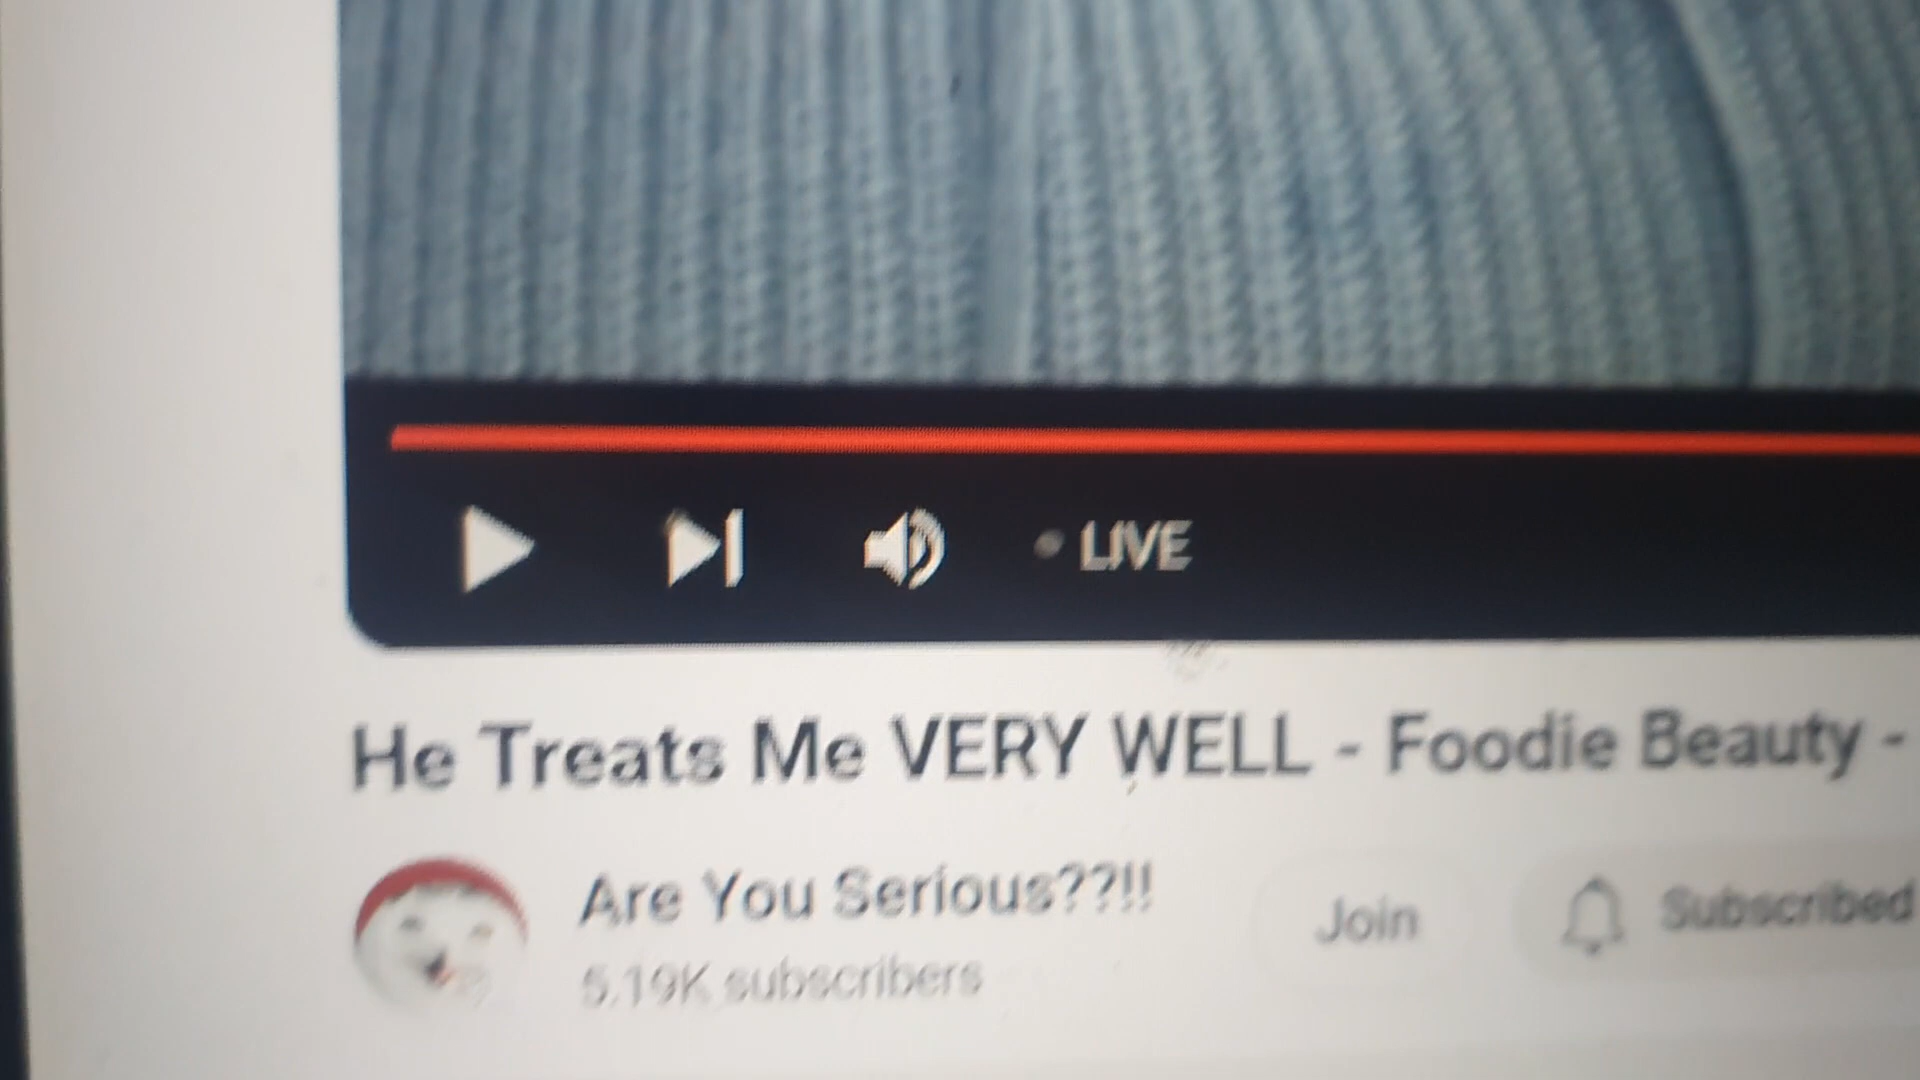 LIVE
He Treats Me VERY WELL - Foodie Beauty -
Are You Serious??!!
Join
Subscribed
5.19K subscribers